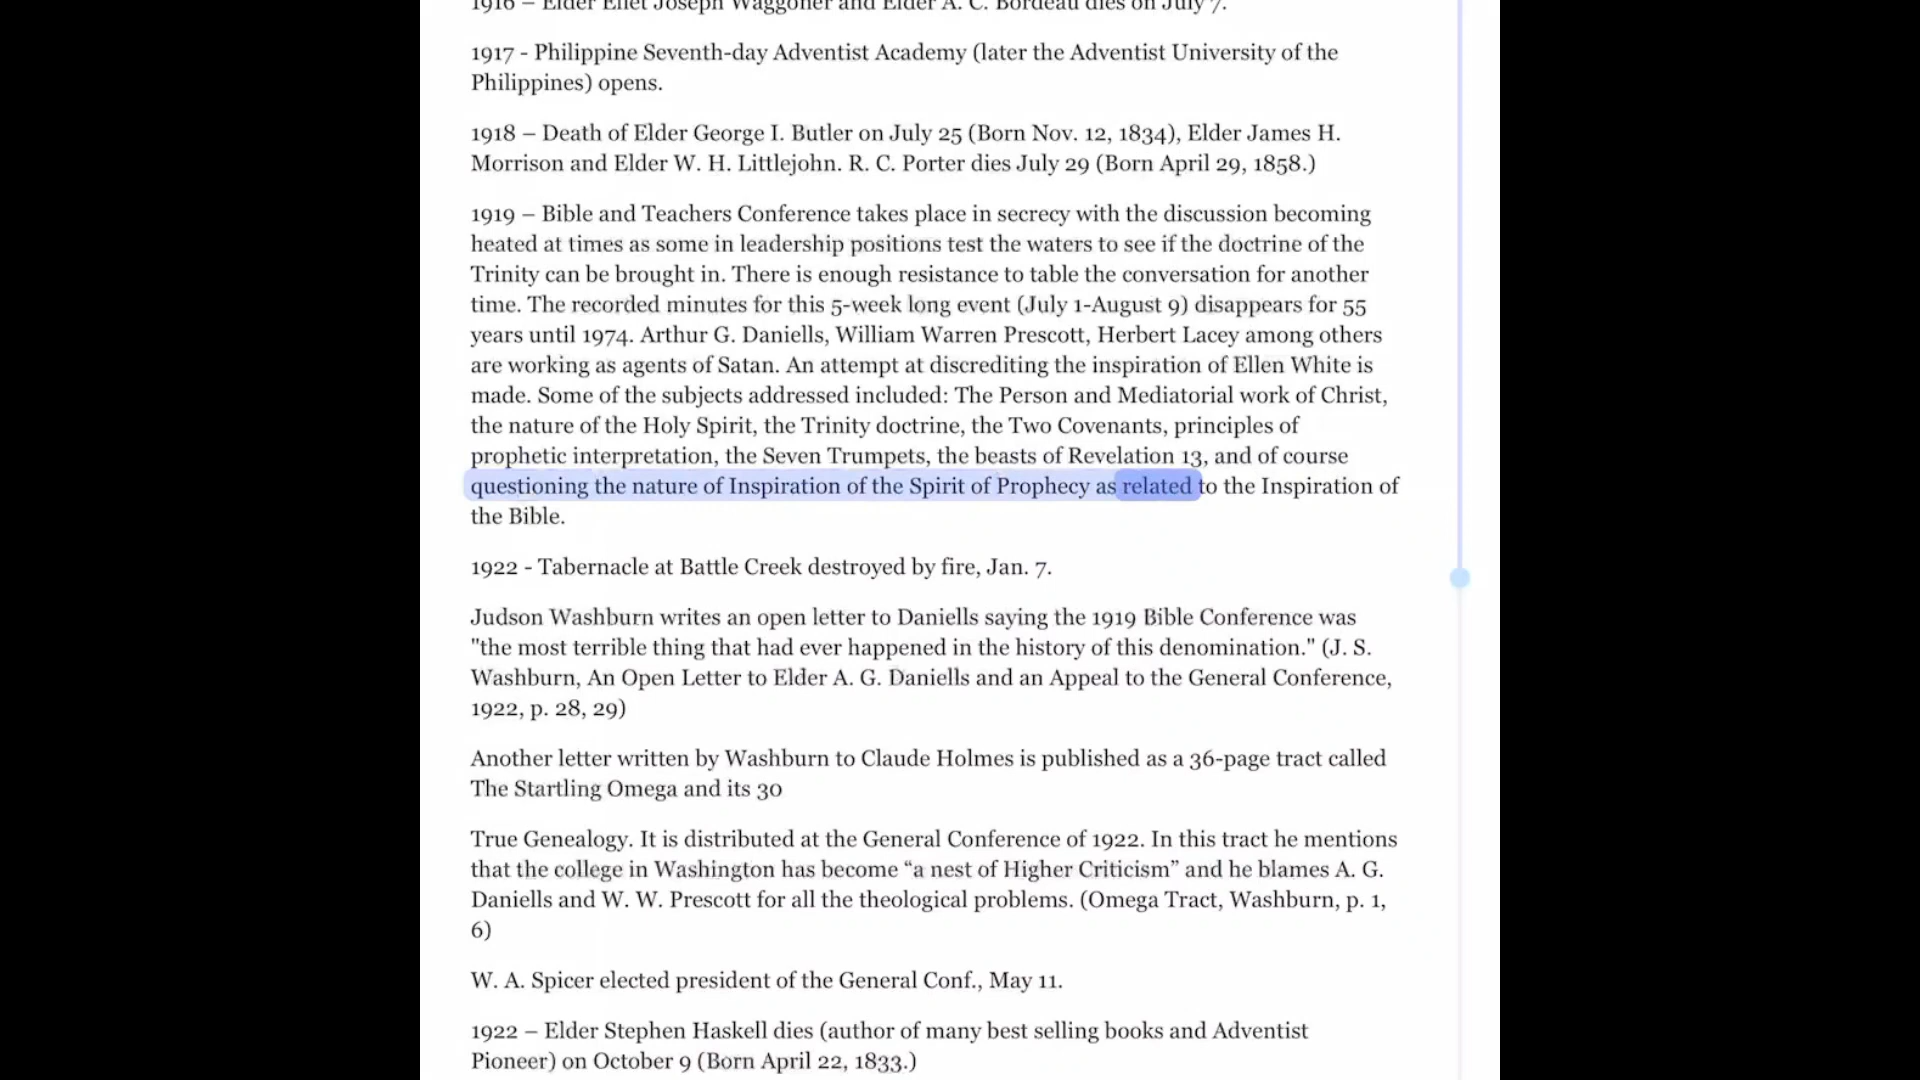 1916 – Elder Ellet Joseph Waggoner and Elder A. C. Bordeau dies on July 7.
1917 - Philippine Seventh-day Adventist Academy (later the Adventist University of the
Philippines) opens.
1918 – Death of Elder George I. Butler on July 25 (Born Nov. 12, 1834), Elder James H.
Morrison and Elder W. H. Littlejohn. R. C. Porter dies July 29 (Born April 29, 1858.)
1919 – Bible and Teachers Conference takes place in secrecy with the discussion becoming
heated at times as some in leadership positions test the waters to see if the doctrine of the
Trinity can be brought in. There is enough resistance to table the conversation for another
time. The recorded minutes for this 5-week long event (July 1-August 9) disappears for 55
years until 1974. Arthur G. Daniells, William Warren Prescott, Herbert Lacey among others
are working as agents of Satan. An attempt at discrediting the inspiration of Ellen White is
made. Some of the subjects addressed included: The Person and Mediatorial work of Christ,
the nature of the Holy Spirit, the Trinity doctrine, the Two Covenants, principles of
prophetic interpretation, the Seven Trumpets, the beasts of Revelation 13, and of course
questioning the nature of Inspiration of the Spirit of Prophecy as related to the Inspiration of
the Bible.
1922 - Tabernacle at Battle Creek destroyed by fire, Jan. 7.
Judson Washburn writes an open letter to Daniells saying the 1919 Bible Conference was
"the most terrible thing that had ever happened in the history of this denomination." (J. S.
Washburn, An Open Letter to Elder A. G. Daniells and an Appeal to the General Conference,
1922, p. 28, 29)
Another letter written by Washburn to Claude Holmes is published as a 36-page tract called
The Startling Omega and its 30
True Genealogy. It is distributed at the General Conference of 1922. In this tract he mentions
that the college in Washington has become “a nest of Higher Criticism” and he blames A. G.
Daniells and W. W. Prescott for all the theological problems. (Omega Tract, Washburn, p. 1,
6)
W. A. Spicer elected president of the General Conf., May 11.
1922 – Elder Stephen Haskell dies (author of many best selling books and Adventist
Pioneer) on October 9 (Born April 22, 1833.)